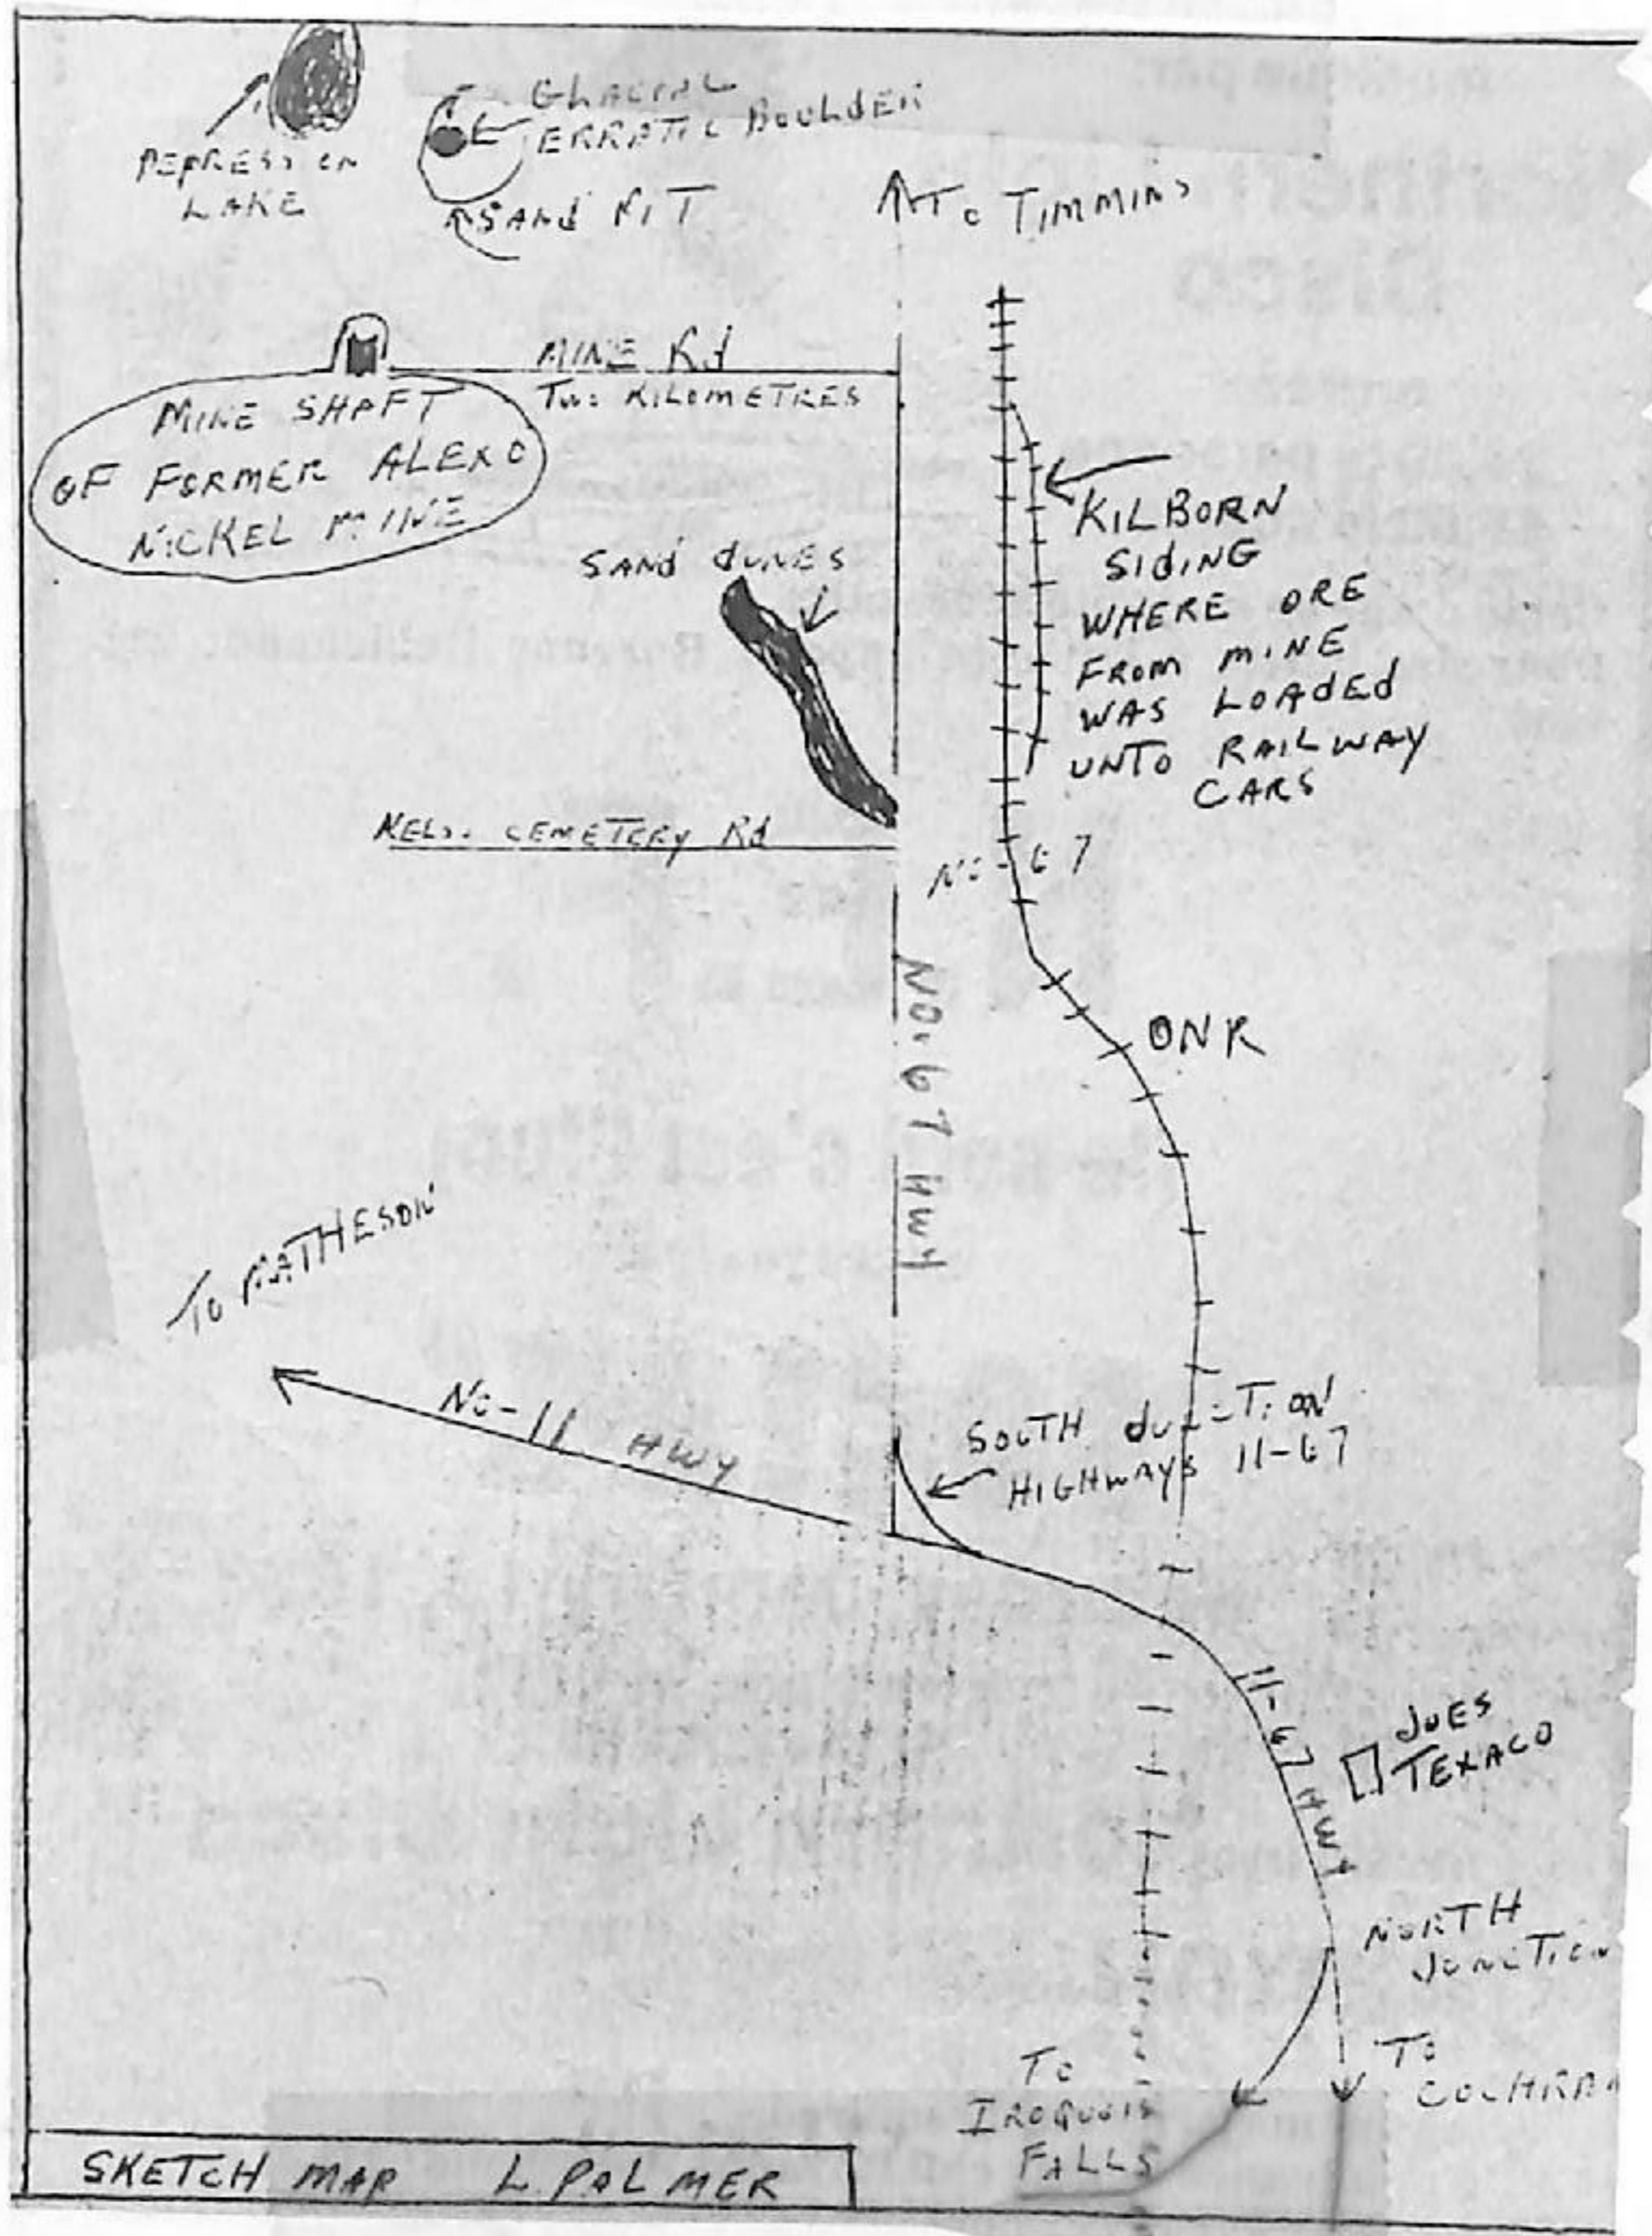 GLACIAL
ERRATIC BOULDER
DEPRESSION
LAKE
SAND PIT
To TIMMINS
MINE Rd
Two KILOMETRES
MINE SHAFT
OF FORMER ALEXO
NICKEL MINE
KILBORN
SIdING
WHERE ORE
FROM MINE
WAS LOAdEd
UNTO RAILWAY
CARS
SANd dUNES
CEMETERY Rd
No-67
NO. 67 HWY
ONR
TO MATHESON
No-11 HWY
SOUTH JUNCTION
HIGHWAYS 11-67
11-67 HWY
JOES
TEXACO
NORTH
JUNCTION
To
IROQUOIS
FALLS
To
COCHRA
SKETCH MAP L. PALMER